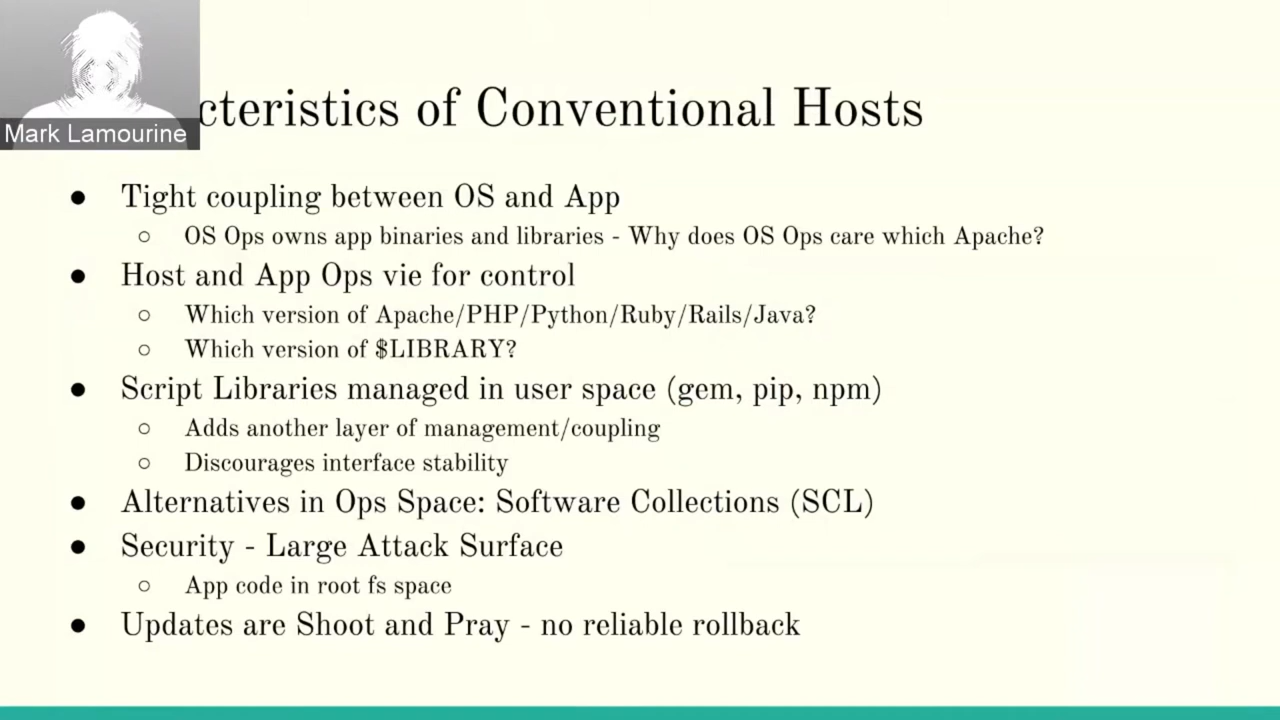 Mark Lamourine
cteristics of Conventional Hosts
● Tight coupling between OS and App
○ OS Ops owns app binaries and libraries - Why does OS Ops care which Apache?
● Host and App Ops vie for control
○ Which version of Apache/PHP/Python/Ruby/Rails/Java?
○ Which version of $LIBRARY?
● Script Libraries managed in user space (gem, pip, npm)
○ Adds another layer of management/coupling
○ Discourages interface stability
● Alternatives in Ops Space: Software Collections (SCL)
● Security - Large Attack Surface
○ App code in root fs space
● Updates are Shoot and Pray - no reliable rollback